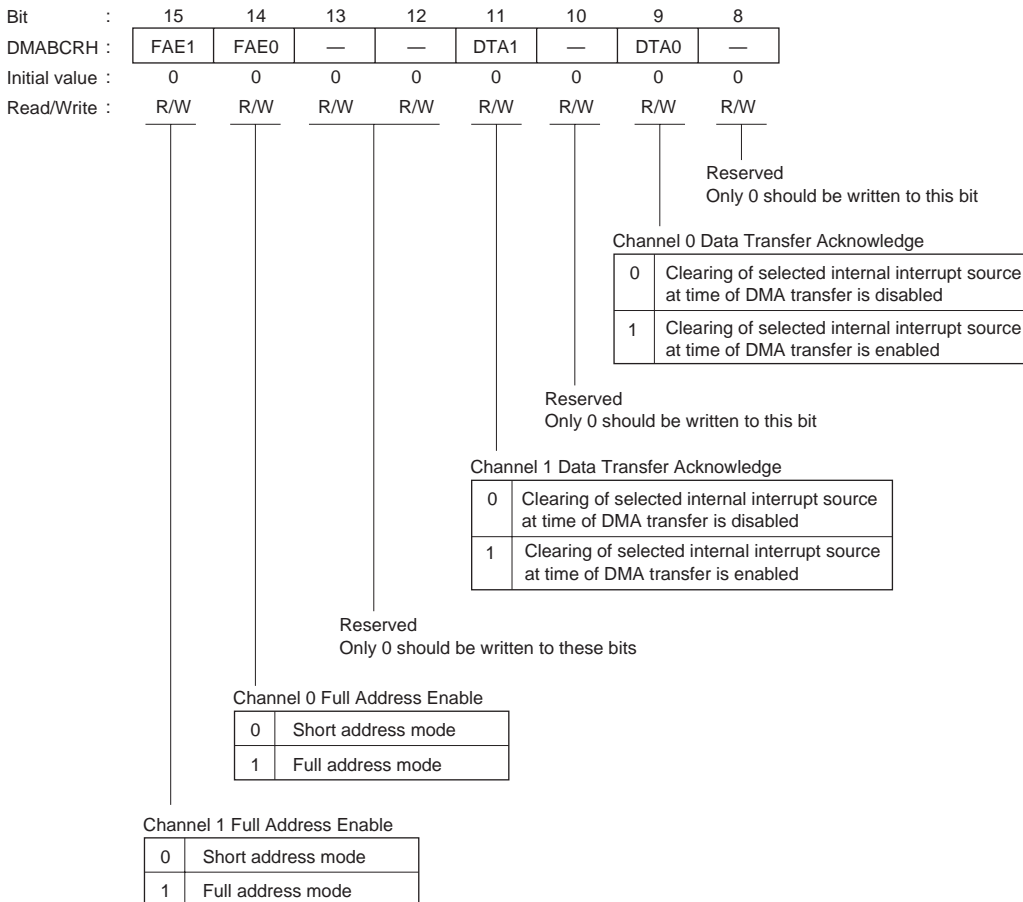 Bit : 15 14 13 12 11 10 9 8
DMABCRH : FAE1 FAE0 — — DTA1 — DTA0 —
Initial value : 0 0 0 0 0 0 0 0
Read/Write : R/W R/W R/W R/W R/W R/W R/W R/W
Reserved
Only 0 should be written to this bit
Channel 0 Data Transfer Acknowledge
0 Clearing of selected internal interrupt source
at time of DMA transfer is disabled
1 Clearing of selected internal interrupt source
at time of DMA transfer is enabled
Reserved
Only 0 should be written to this bit
Channel 1 Data Transfer Acknowledge
0 Clearing of selected internal interrupt source
at time of DMA transfer is disabled
1 Clearing of selected internal interrupt source
at time of DMA transfer is enabled
Reserved
Only 0 should be written to these bits
Channel 0 Full Address Enable
0 Short address mode
1 Full address mode
Channel 1 Full Address Enable
0 Short address mode
1 Full address mode